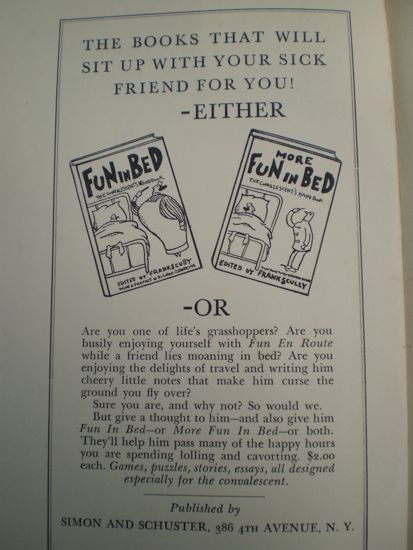 THE BOOKS THAT WILL
SIT UP WITH YOUR SICK
FRIEND FOR YOU!
-EITHER
FUN IN BED
THE CONVALESCENT'S HANDBOOK
EDITED BY FRANK SCULLY
MORE
FUN IN BED
THE CONVALESCENT'S HANDBOOK
EDITED BY FRANK SCULLY
-OR
Are you one of life's grasshoppers? Are you
busily enjoying yourself with Fun En Route
while a friend lies moaning in bed? Are you
enjoying the delights of travel and writing him
cheery little notes that make him curse the
ground you fly over?
Sure you are, and why not? So would we.
But give a thought to him—and also give him
Fun In Bed—or More Fun In Bed—or both.
They'll help him pass many of the happy hours
you are spending lolling and cavorting. $2.00
each. Games, puzzles, stories, essays, all designed
especially for the convalescent.
Published by
SIMON AND SCHUSTER, 386 4TH AVENUE, N. Y.